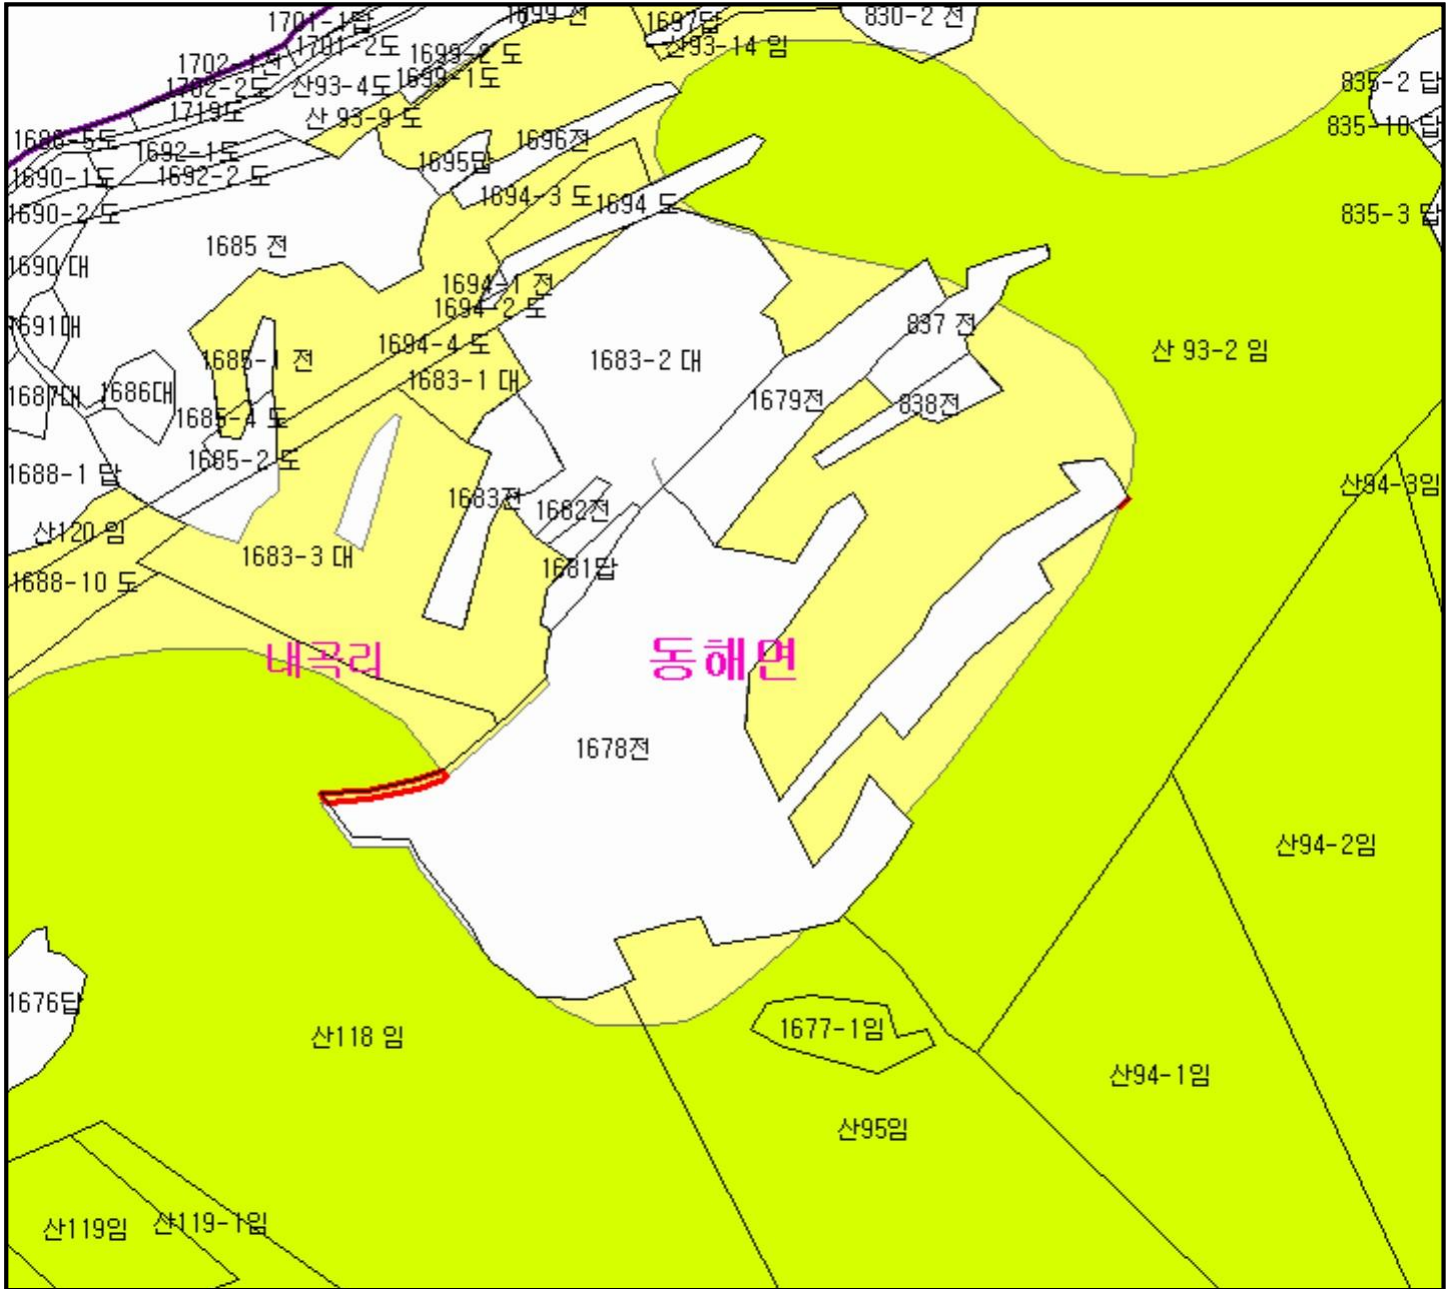 1701-1답
1699 전
1697답
830-2 전
1701-2도
1699-2 도
산93-14 임
1702-1전
1699-1도
835-2 답
1702-2도
산93-4도
1719도
산 93-9 도
835-10 답
1686-5도
1692-1도
1695답
1696전
1690-1도
1692-2 도
1690-2 도
1694-3 도
1694 도
835-3 답
1685 전
1690 대
1694-1 전
1694-2 도
1691대
1694-4 도
837 전
산 93-2 임
1685-1 전
1683-1 대
1683-2 대
1687대
1686대
1679전
838전
1685-4 도
1685-2 도
1688-1 답
1683전
1682전
산94-3임
산120 임
1683-3 대
1681답
1688-10 도
내곡리
동해면
1678전
산94-2임
1676답
산118 임
1677-1임
산94-1임
산95임
산119임
산119-1임